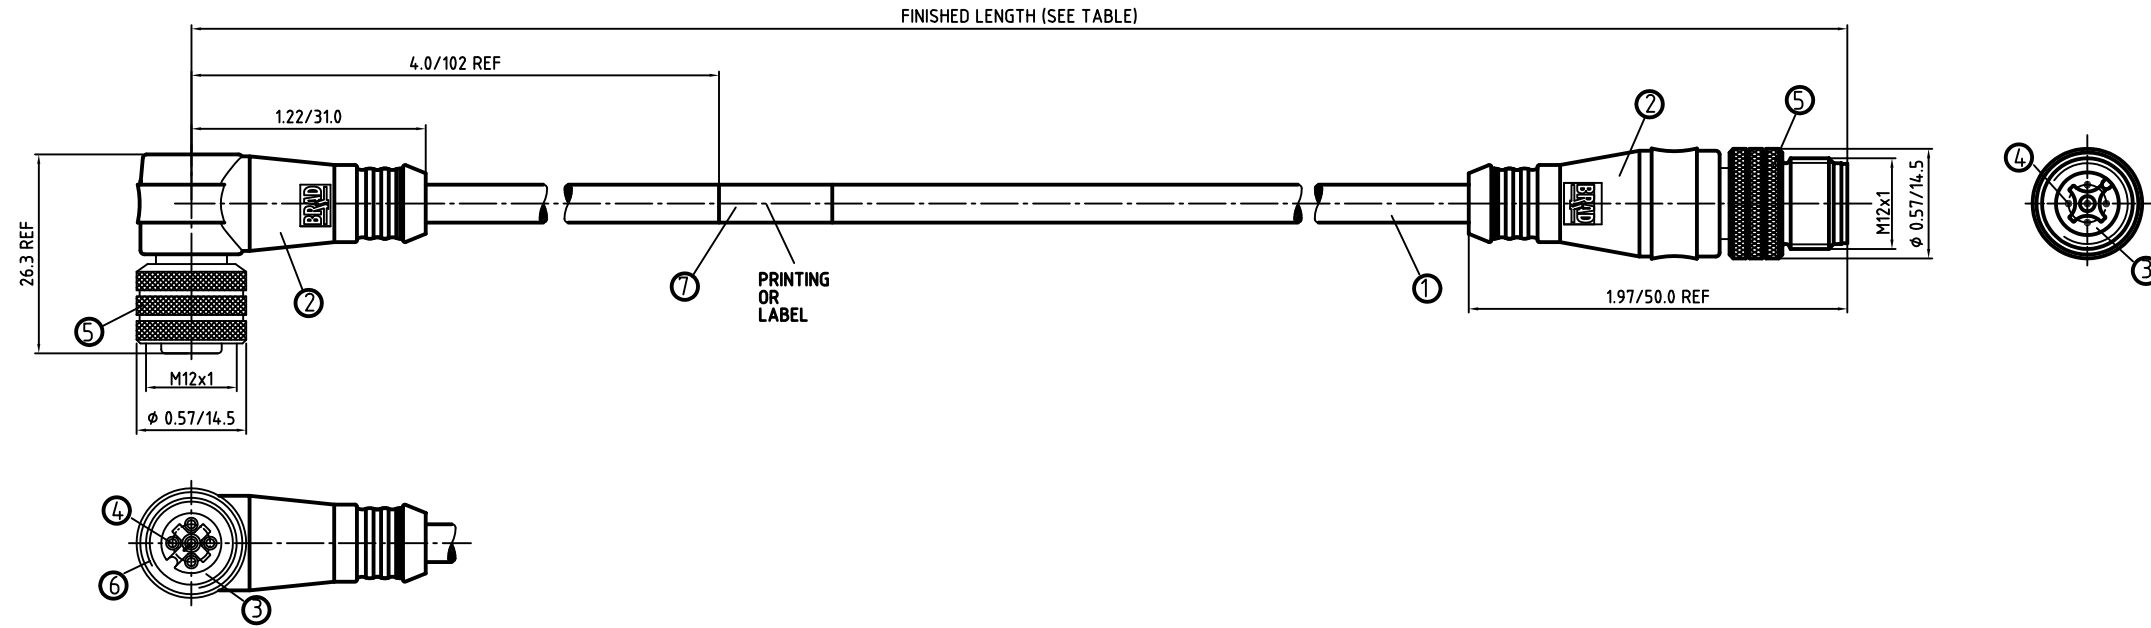 FINISHED LENGTH (SEE TABLE)
4.0/102 REF
1.22/31.0
2
5
4
BRAD
BRAD
M12x1
ϕ 0.57/14.5
26.3 REF
3
7
PRINTING
OR
LABEL
1
1.97/50.0 REF
2
5
M12x1
ϕ 0.57/14.5
4
6
3